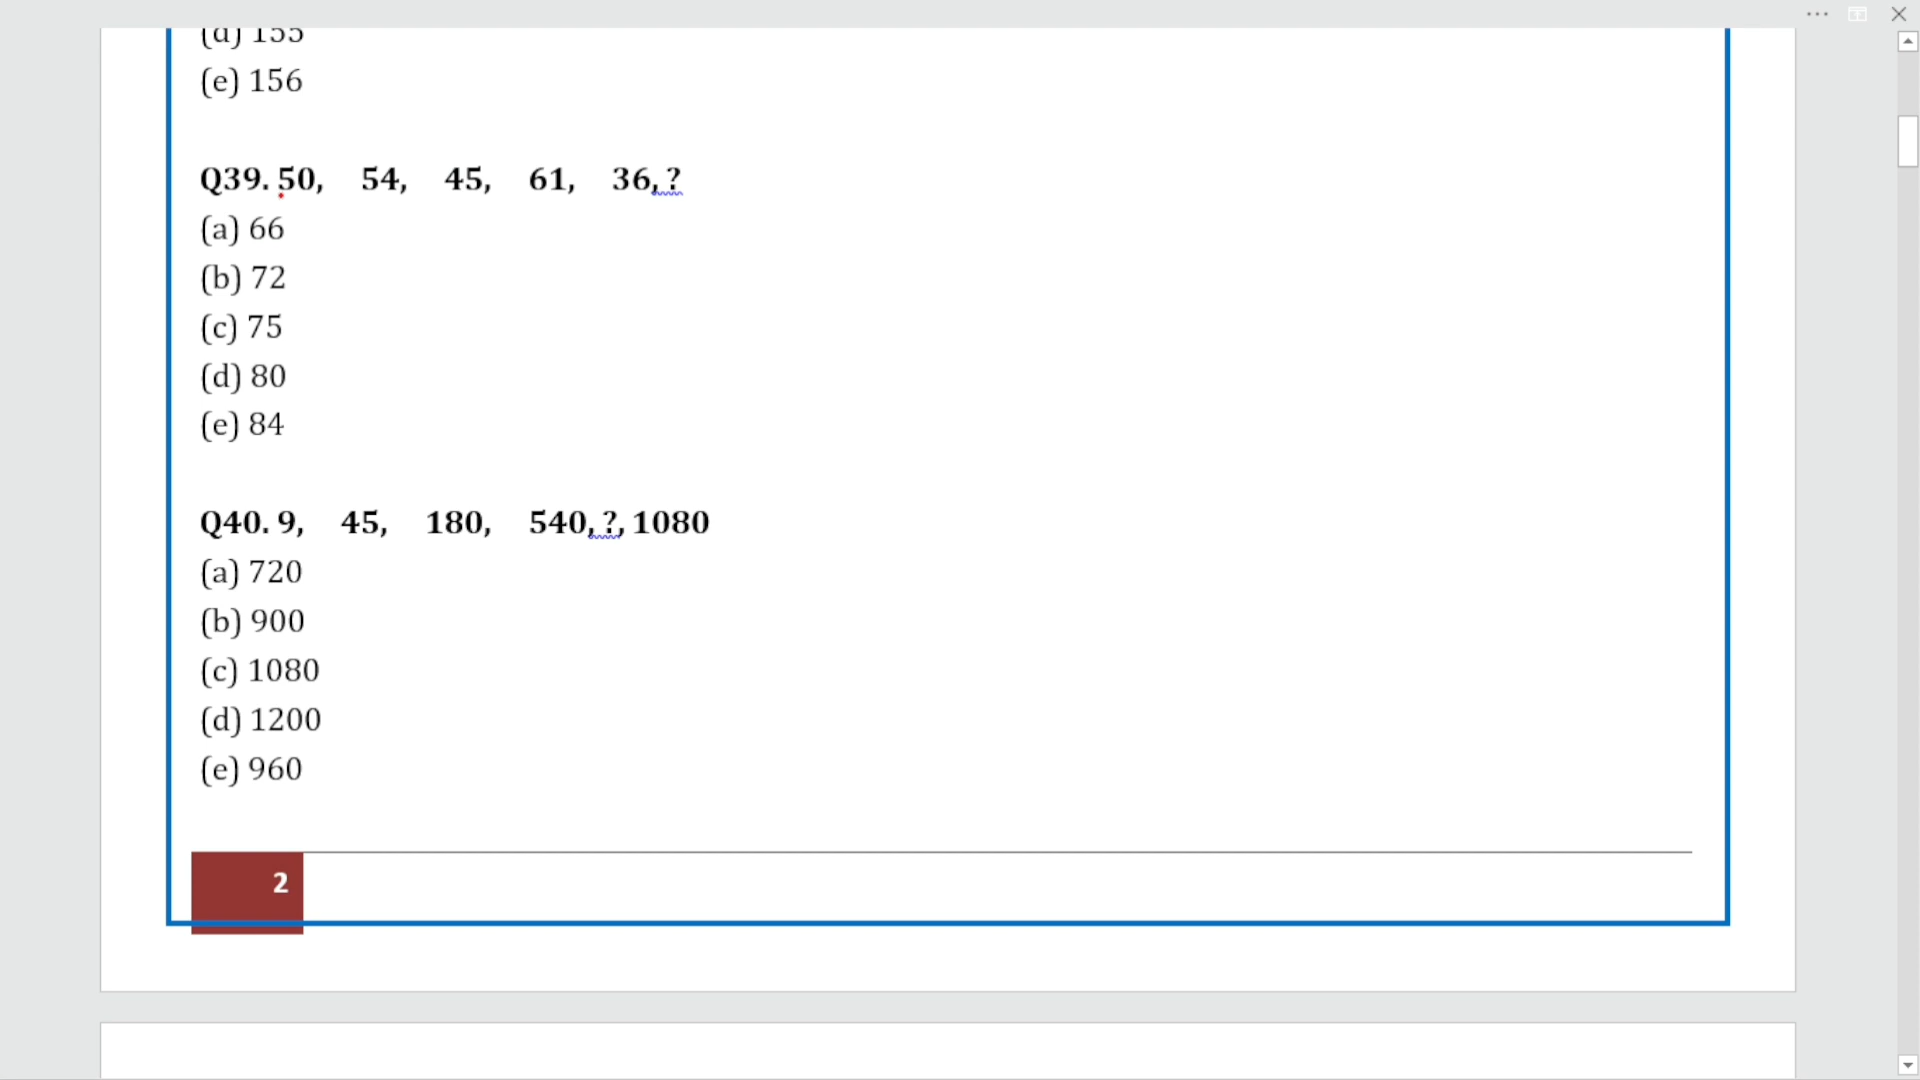 (d) 155
(e) 156
Q39. 50, 54, 45, 61, 36, ?
(a) 66
(b) 72
(c) 75
(d) 80
(e) 84
Q40. 9, 45, 180, 540, ?, 1080
(a) 720
(b) 900
(c) 1080
(d) 1200
(e) 960
2